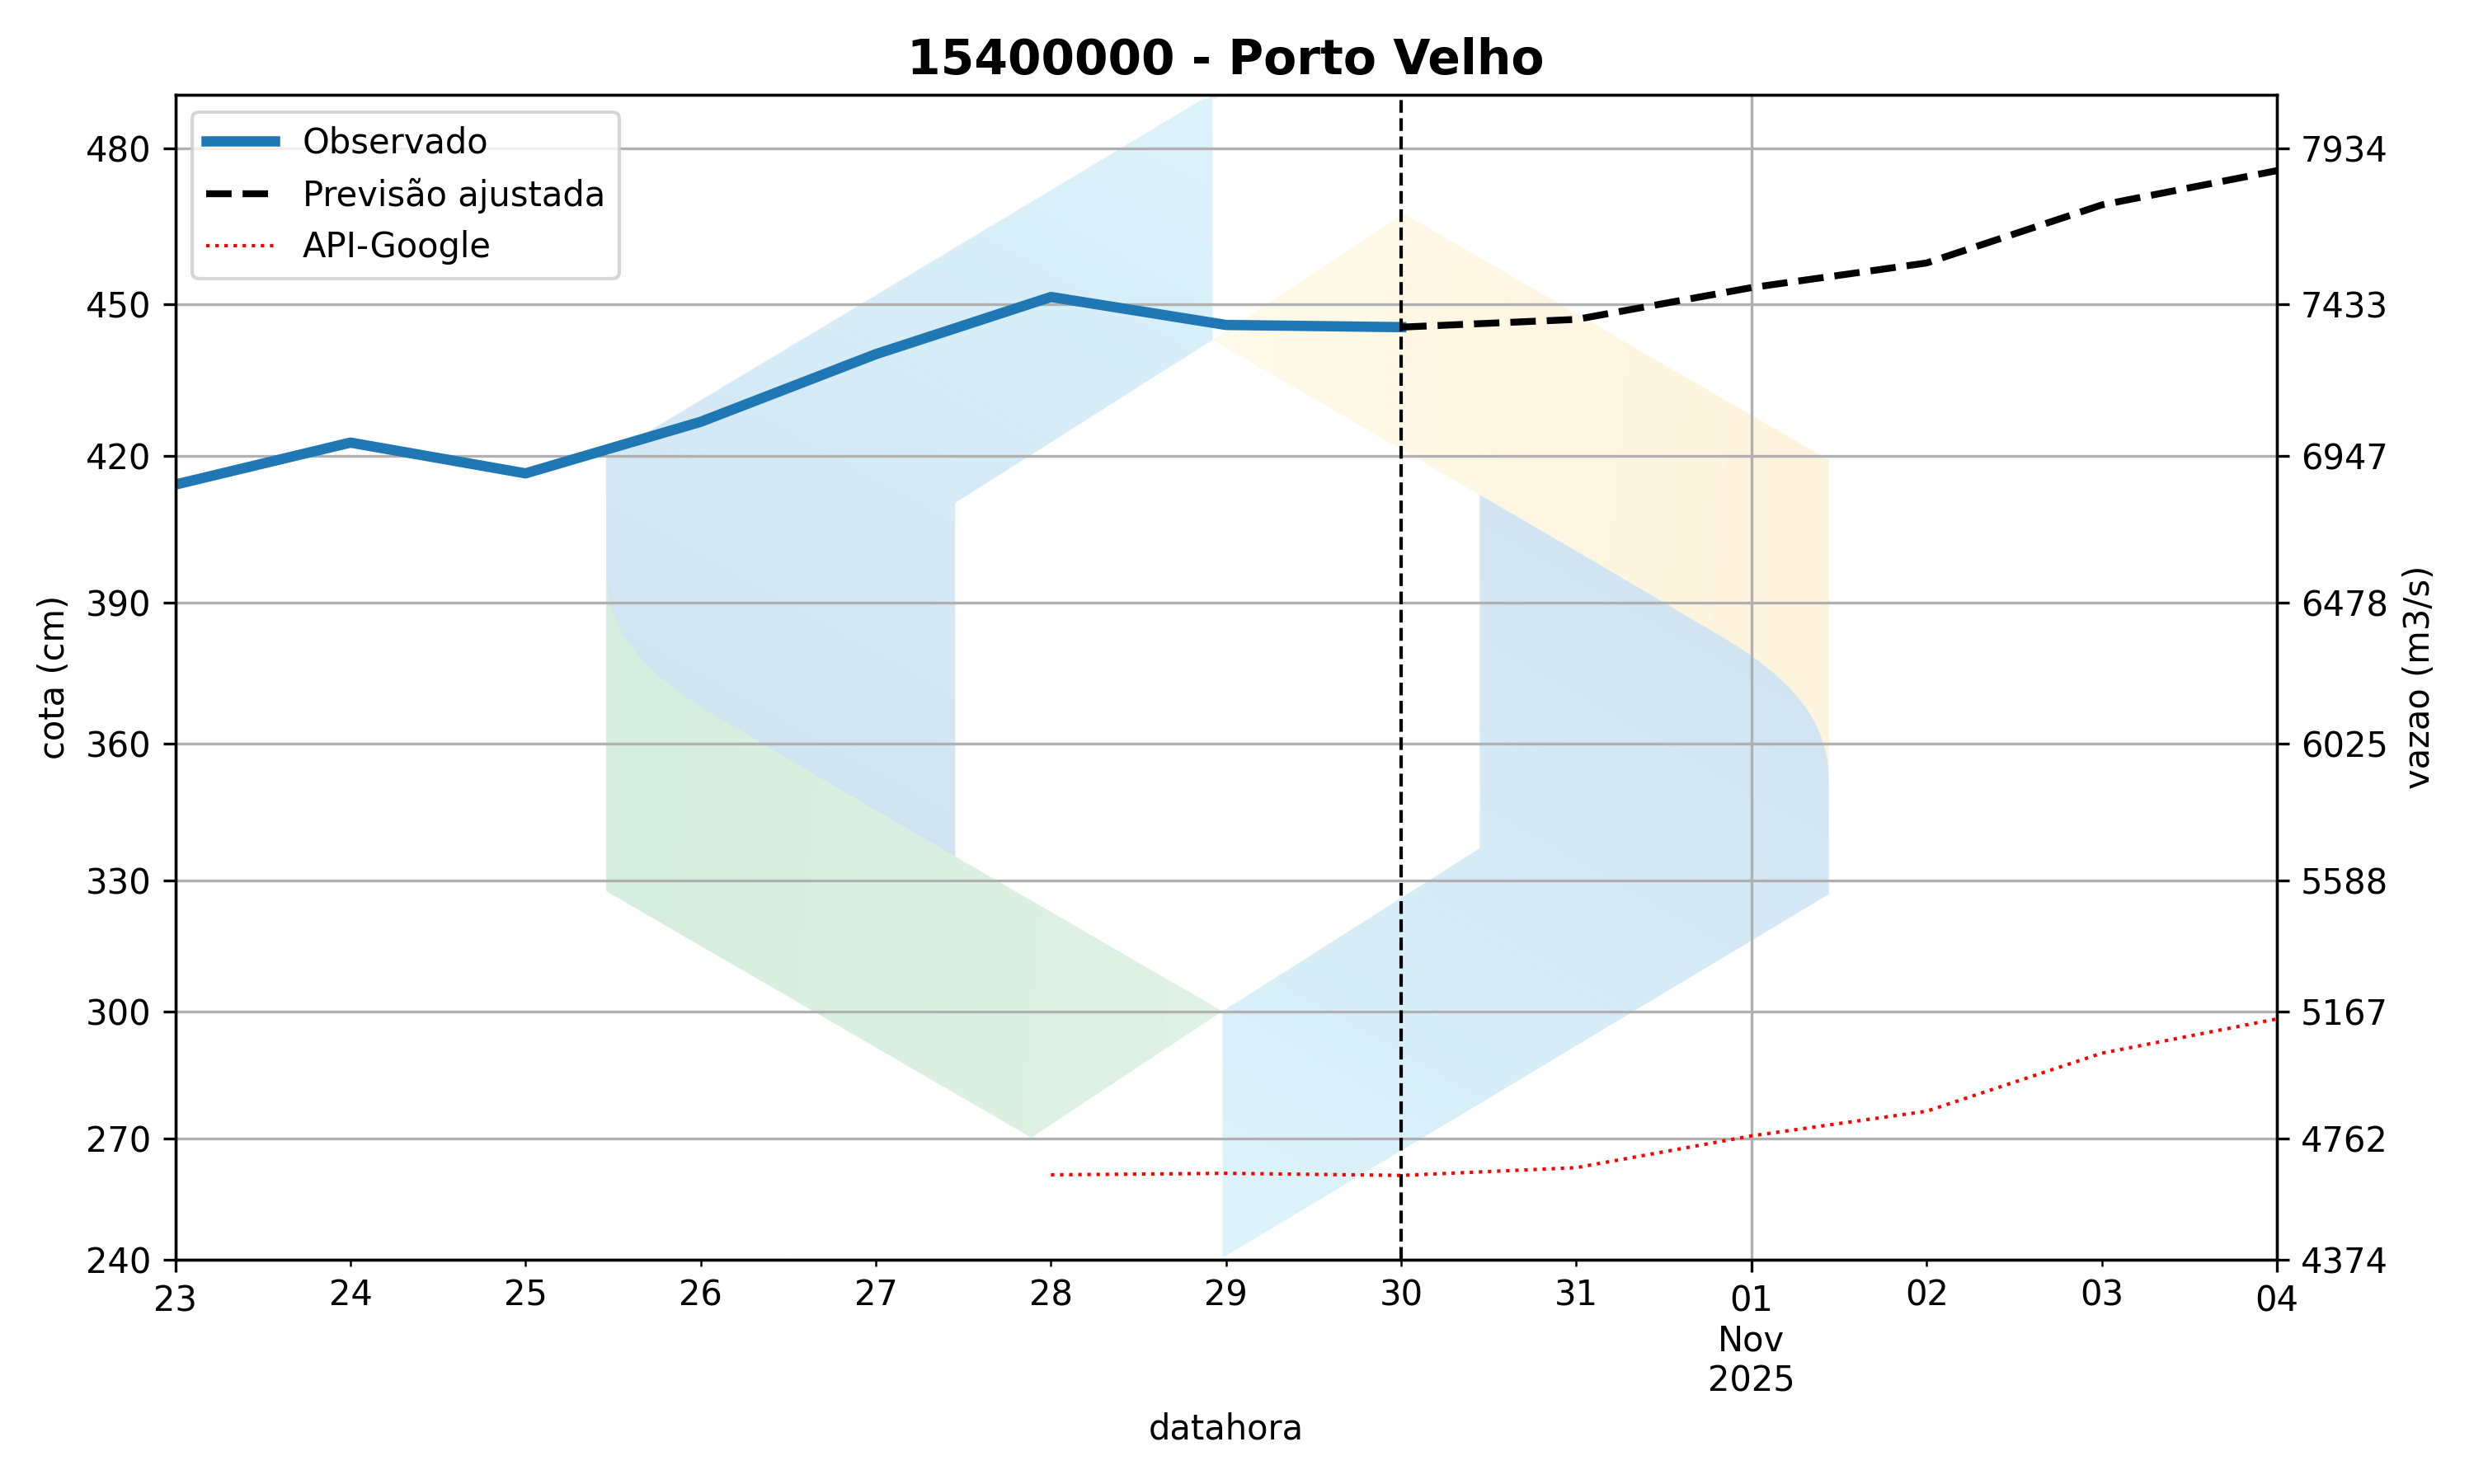 15400000 - Porto Velho
Observado
Previsão ajustada
API-Google
480
450
420
390
360
330
300
270
240
cota (cm)
7934
7433
6947
6478
6025
5588
5167
4762
4374
vazao (m3/s)
23 24 25 26 27 28 29 30 31 01 02 03 04
Nov
2025
datahora